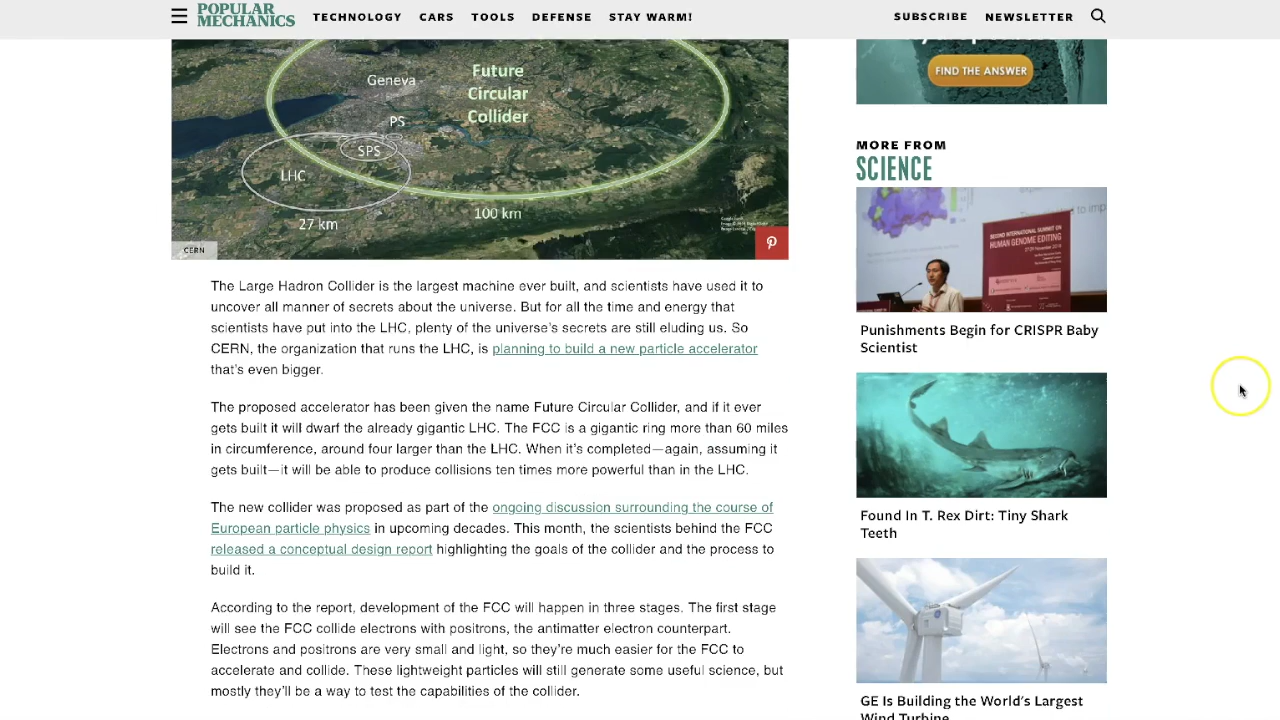 POPULAR
MECHANICS
TECHNOLOGY CARS TOOLS DEFENSE STAY WARM!
SUBSCRIBE NEWSLETTER
FIND THE ANSWER
Geneva
Future
Circular
Collider
PS
SPS
LHC
27 km
100 km
CERN
The Large Hadron Collider is the largest machine ever built, and scientists have used it to
uncover all manner of secrets about the universe. But for all the time and energy that
scientists have put into the LHC, plenty of the universe's secrets are still eluding us. So
CERN, the organization that runs the LHC, is planning to build a new particle accelerator
that's even bigger.
The proposed accelerator has been given the name Future Circular Collider, and if it ever
gets built it will dwarf the already gigantic LHC. The FCC is a gigantic ring more than 60 miles
in circumference, around four larger than the LHC. When it's completed—again, assuming it
gets built—it will be able to produce collisions ten times more powerful than in the LHC.
The new collider was proposed as part of the ongoing discussion surrounding the course of
European particle physics in upcoming decades. This month, the scientists behind the FCC
released a conceptual design report highlighting the goals of the collider and the process to
build it.
According to the report, development of the FCC will happen in three stages. The first stage
will see the FCC collide electrons with positrons, the antimatter electron counterpart.
Electrons and positrons are very small and light, so they're much easier for the FCC to
accelerate and collide. These lightweight particles will still generate some useful science, but
mostly they'll be a way to test the capabilities of the collider.
MORE FROM
SCIENCE
SECOND INTERNATIONAL SUMMIT ON
HUMAN GENOME EDITING
Punishments Begin for CRISPR Baby
Scientist
Found In T. Rex Dirt: Tiny Shark
Teeth
GE Is Building the World's Largest
Wind Turbine